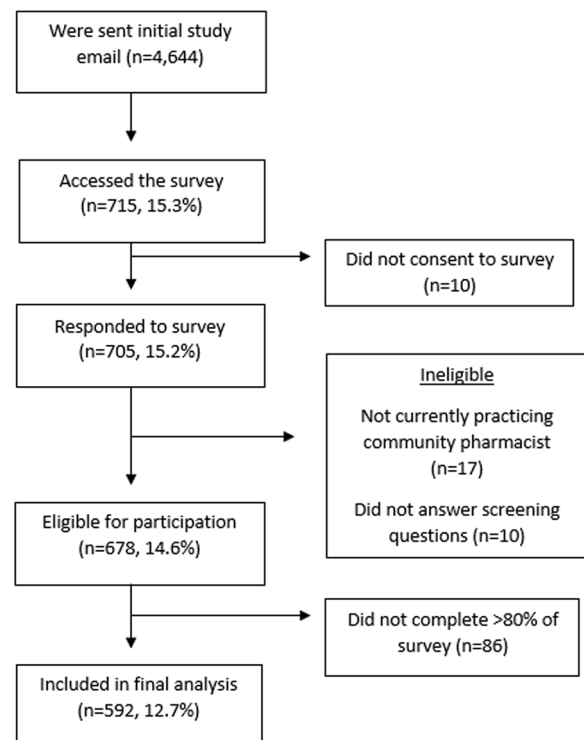 Were sent initial study
email (n=4,644)
Accessed the survey
(n=715, 15.3%)
Did not consent to survey
(n=10)
Responded to survey
(n=705, 15.2%)
Ineligible
Not currently practicing
community pharmacist
(n=17)
Did not answer screening
questions (n=10)
Eligible for participation
(n=678, 14.6%)
Did not complete >80% of
survey (n=86)
Included in final analysis
(n=592, 12.7%)